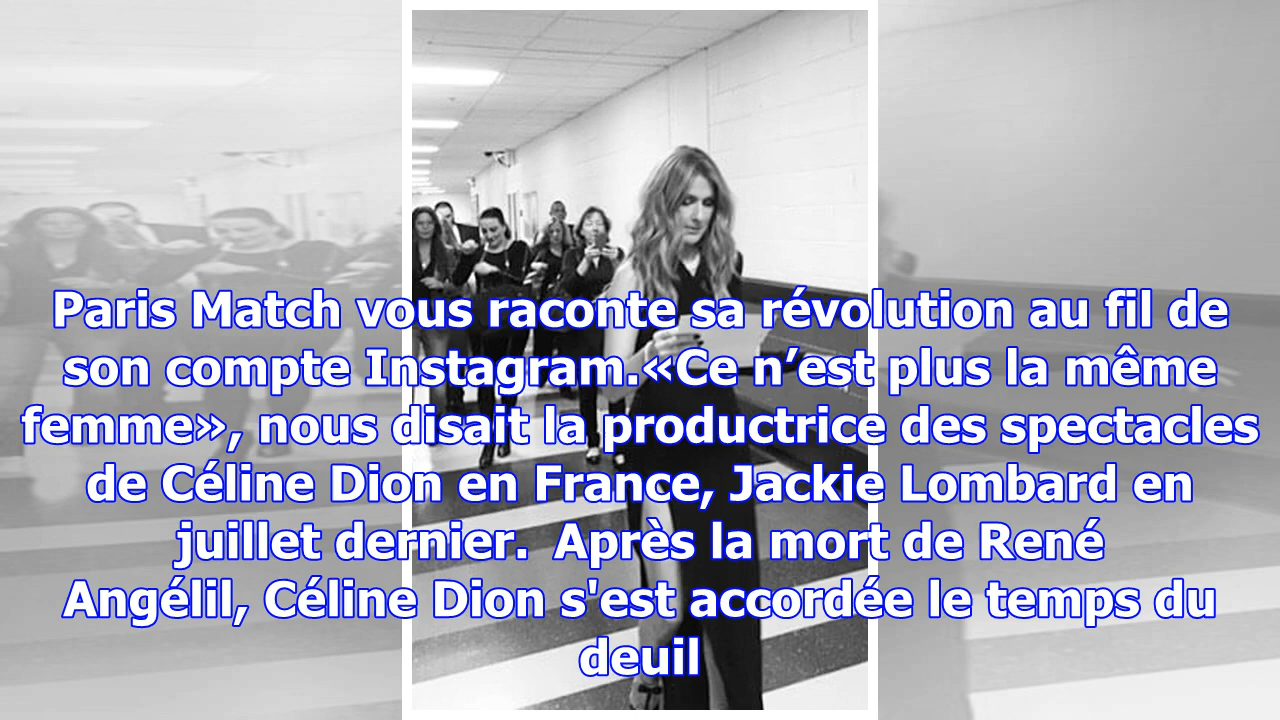 Paris Match vous raconte sa révolution au fil de
son compte Instagram.«Ce n’est plus la même
femme», nous disait la productrice des spectacles
de Céline Dion en France, Jackie Lombard en
juillet dernier.  Après la mort de René
Angélil, Céline Dion s'est accordée le temps du
deuil